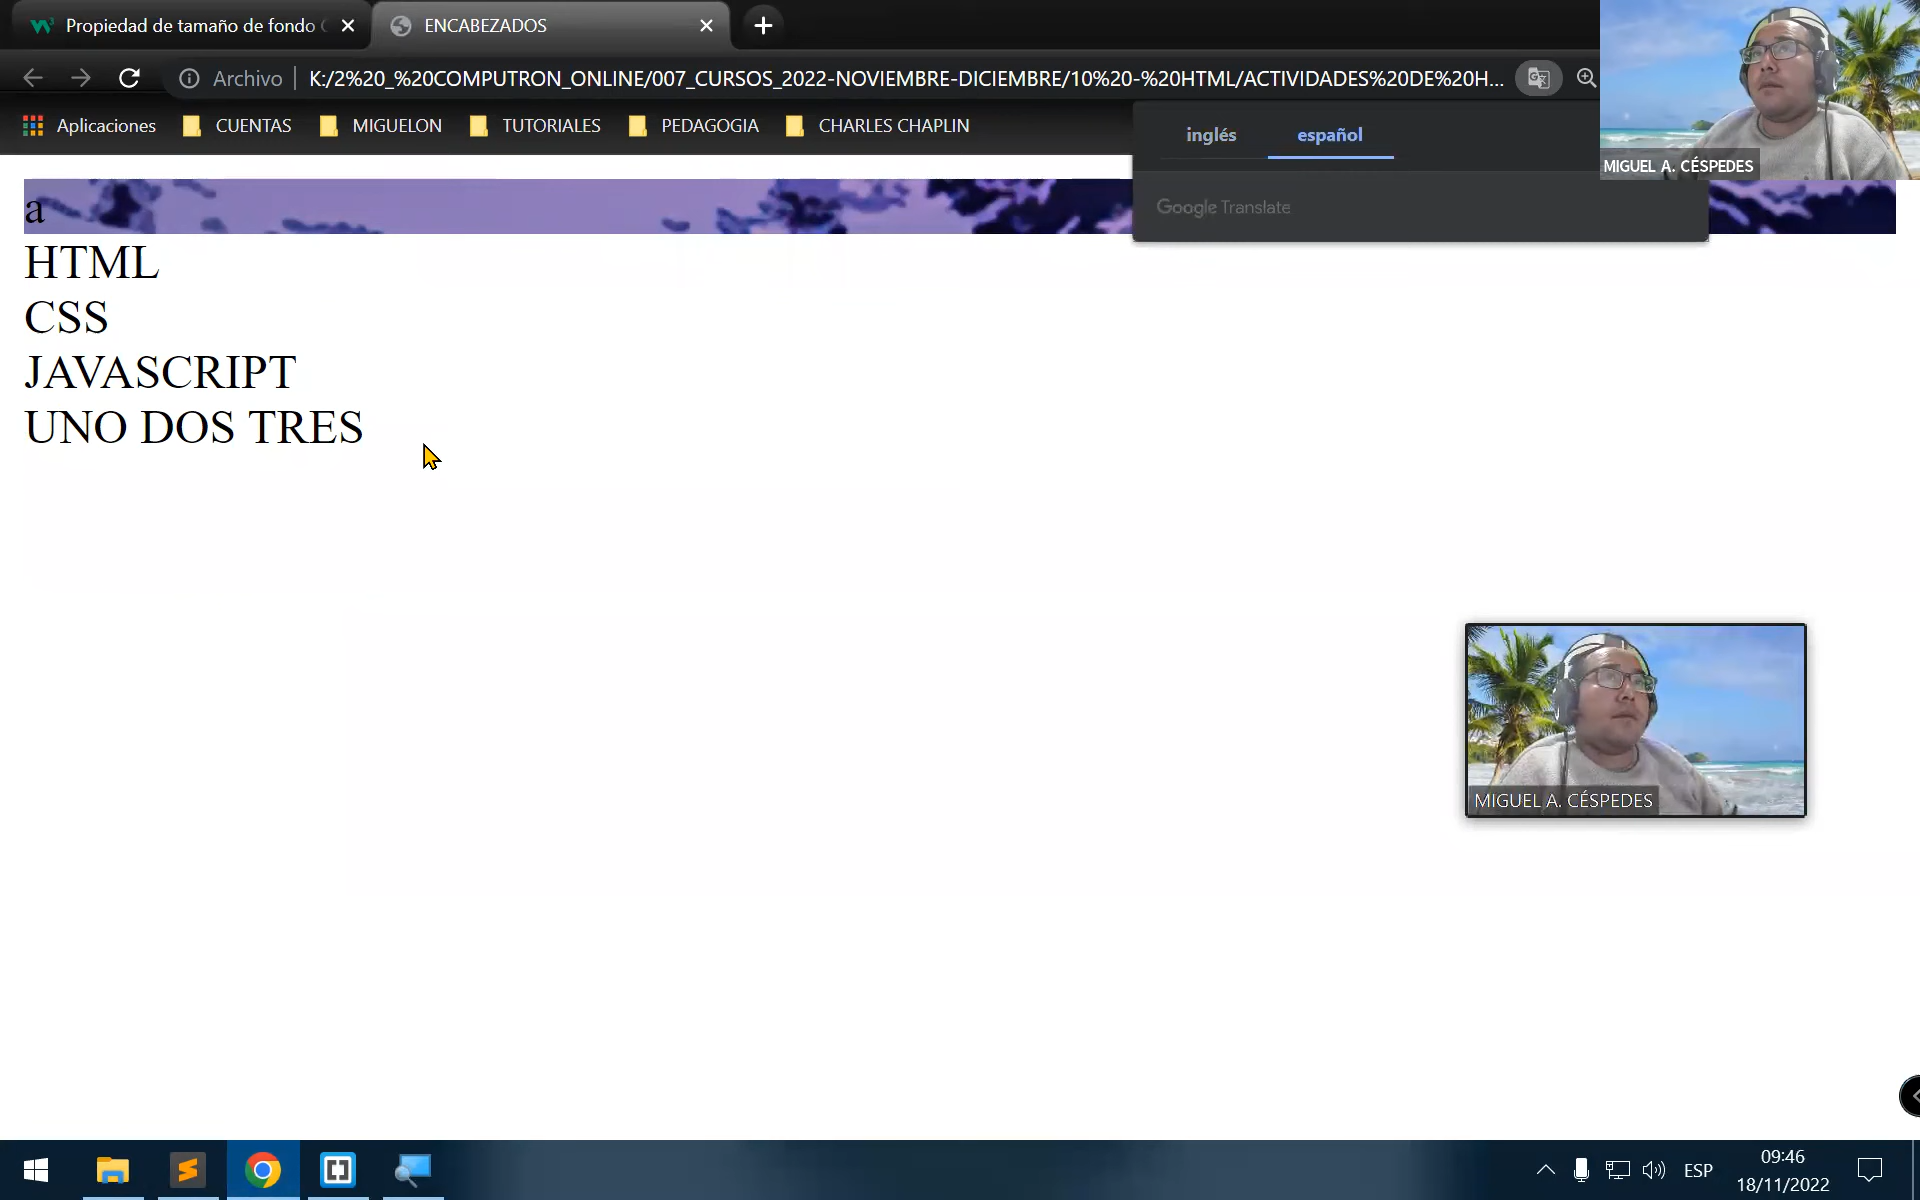 Propiedad de tamaño de fondo
ENCABEZADOS
Archivo
K:/2%20_%20COMPUTRON_ONLINE/007_CURSOS_2022-NOVIEMBRE-DICIEMBRE/10%20-%20HTML/ACTIVIDADES%20DE%20H...
Aplicaciones
CUENTAS
MIGUELON
TUTORIALES
PEDAGOGIA
CHARLES CHAPLIN
inglés
español
Google Translate
MIGUEL A. CÉSPEDES
a
HTML
CSS
JAVASCRIPT
UNO DOS TRES
MIGUEL A. CÉSPEDES
ESP
09:46
18/11/2022